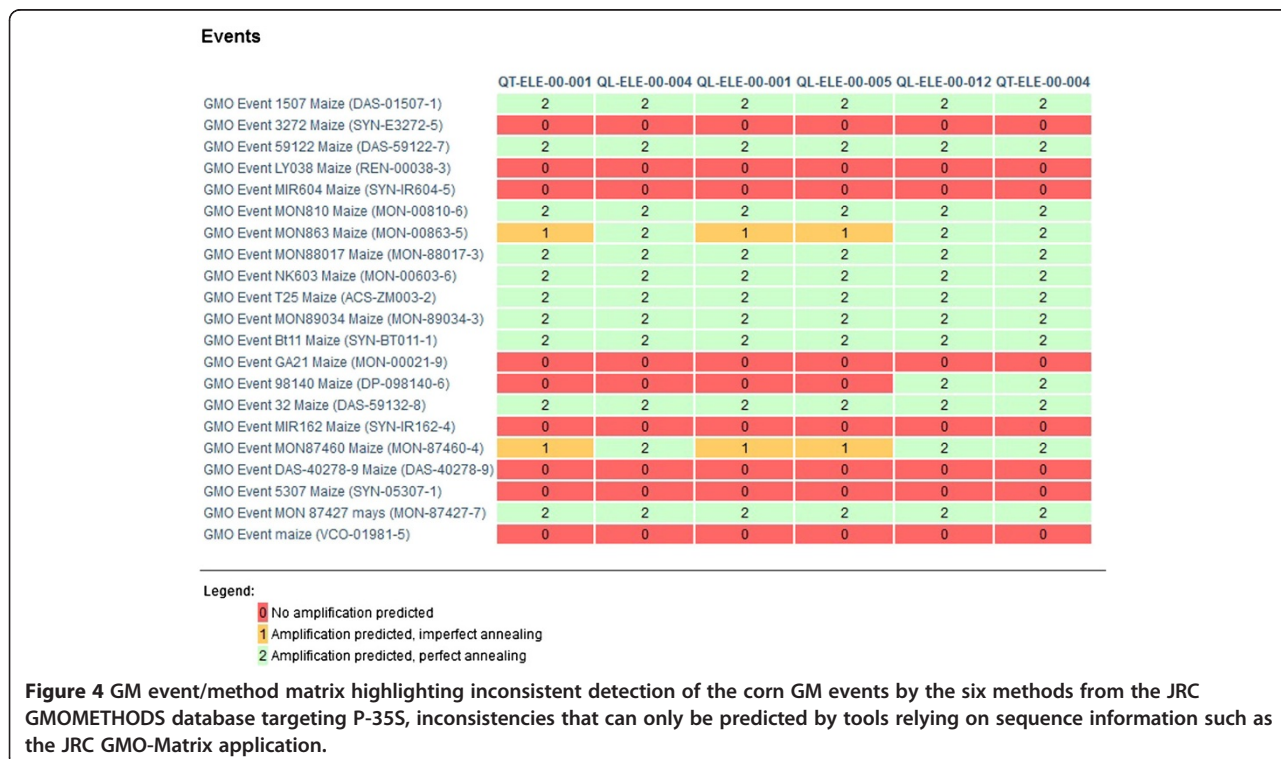 Events
QT-ELE-00-001 QL-ELE-00-004 QL-ELE-00-001 QL-ELE-00-005 QL-ELE-00-012 QT-ELE-00-004
GMO Event 1507 Maize (DAS-01507-1) 2 2 2 2 2 2
GMO Event 3272 Maize (SYN-E3272-5) 0 0 0 0 0 0
GMO Event 59122 Maize (DAS-59122-7) 2 2 2 2 2 2
GMO Event LY038 Maize (REN-00038-3) 0 0 0 0 0 0
GMO Event MIR604 Maize (SYN-IR604-5) 0 0 0 0 0 0
GMO Event MON810 Maize (MON-00810-6) 2 2 2 2 2 2
GMO Event MON863 Maize (MON-00863-5) 1 2 1 1 2 2
GMO Event MON88017 Maize (MON-88017-3) 2 2 2 2 2 2
GMO Event NK603 Maize (MON-00603-6) 2 2 2 2 2 2
GMO Event T25 Maize (ACS-ZM003-2) 2 2 2 2 2 2
GMO Event MON89034 Maize (MON-89034-3) 2 2 2 2 2 2
GMO Event Bt11 Maize (SYN-BT011-1) 2 2 2 2 2 2
GMO Event GA21 Maize (MON-00021-9) 0 0 0 0 0 0
GMO Event 98140 Maize (DP-098140-6) 0 0 0 0 2 2
GMO Event 32 Maize (DAS-59132-8) 2 2 2 2 2 2
GMO Event MIR162 Maize (SYN-IR162-4) 0 0 0 0 0 0
GMO Event MON87460 Maize (MON-87460-4) 1 2 1 1 2 2
GMO Event DAS-40278-9 Maize (DAS-40278-9) 0 0 0 0 0 0
GMO Event 5307 Maize (SYN-05307-1) 0 0 0 0 0 0
GMO Event MON 87427 mays (MON-87427-7) 2 2 2 2 2 2
GMO Event maize (VCO-01981-5) 0 0 0 0 0 0
Legend:
0 No amplification predicted
1 Amplification predicted, imperfect annealing
2 Amplification predicted, perfect annealing
Figure 4 GM event/method matrix highlighting inconsistent detection of the corn GM events by the six methods from the JRC
GMOMETHODS database targeting P-35S, inconsistencies that can only be predicted by tools relying on sequence information such as
the JRC GMO-Matrix application.